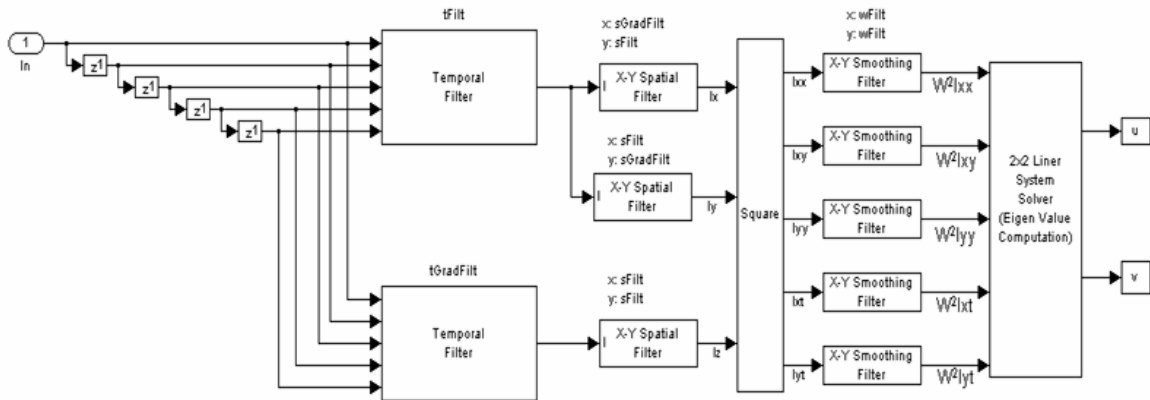 tFilt
1
In
z1
z1
z1
z1
Temporal
Filter
x: sGradFilt
y: sFilt
I
X-Y Spatial
Filter
Ix
x: sFilt
y: sGradFilt
I
X-Y Spatial
Filter
Iy
tGradFilt
Temporal
Filter
x: sFilt
y: sFilt
I
X-Y Spatial
Filter
Iz
Square
x: wFilt
y: wFilt
Ixx
X-Y Smoothing
Filter
W²Ixx
Ixy
X-Y Smoothing
Filter
W²Ixy
Iyy
X-Y Smoothing
Filter
W²Iyy
Ixt
X-Y Smoothing
Filter
W²Ixt
Iyt
X-Y Smoothing
Filter
W²Iyt
2x2 Liner
System
Solver
(Eigen Value
Computation)
u
v